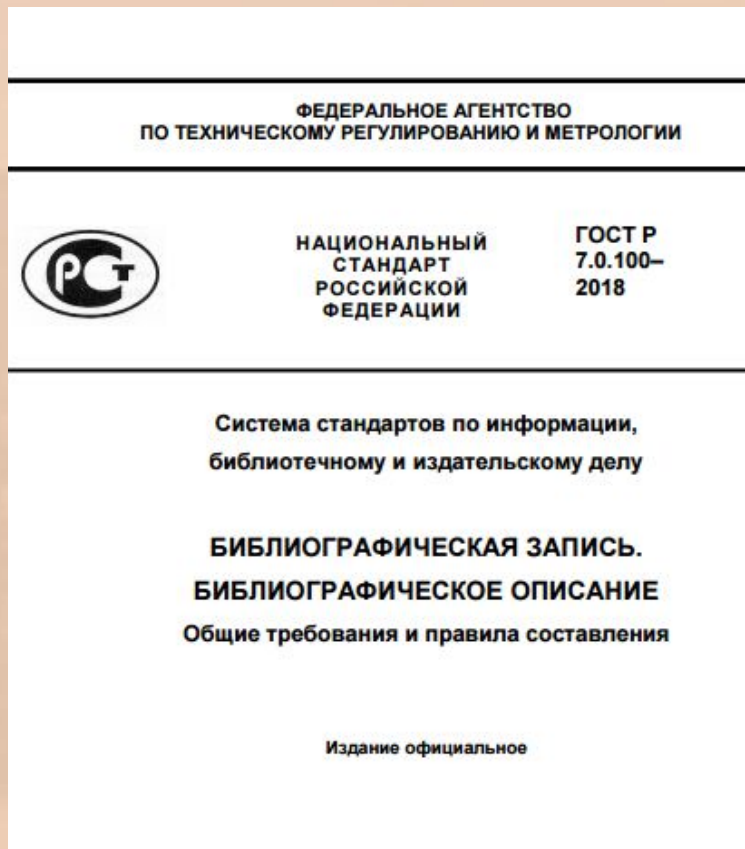 ФЕДЕРАЛЬНОЕ АГЕНТСТВО
ПО ТЕХНИЧЕСКОМУ РЕГУЛИРОВАНИЮ И МЕТРОЛОГИИ
РСТ
НАЦИОНАЛЬНЫЙ
СТАНДАРТ
РОССИЙСКОЙ
ФЕДЕРАЦИИ
ГОСТ Р
7.0.100–
2018
Система стандартов по информации,
библиотечному и издательскому делу
БИБЛИОГРАФИЧЕСКАЯ ЗАПИСЬ.
БИБЛИОГРАФИЧЕСКОЕ ОПИСАНИЕ
Общие требования и правила составления
Издание официальное